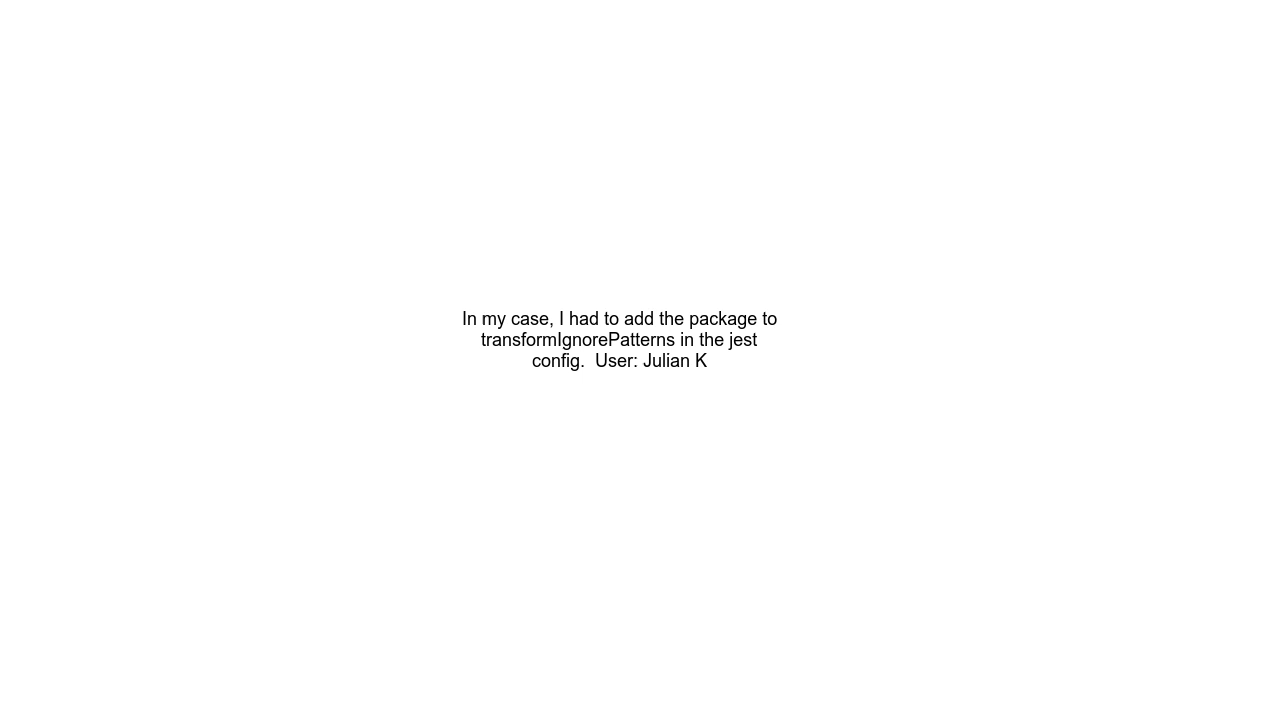 In my case, I had to add the package to
transformIgnorePatterns in the jest
config.  User: Julian K